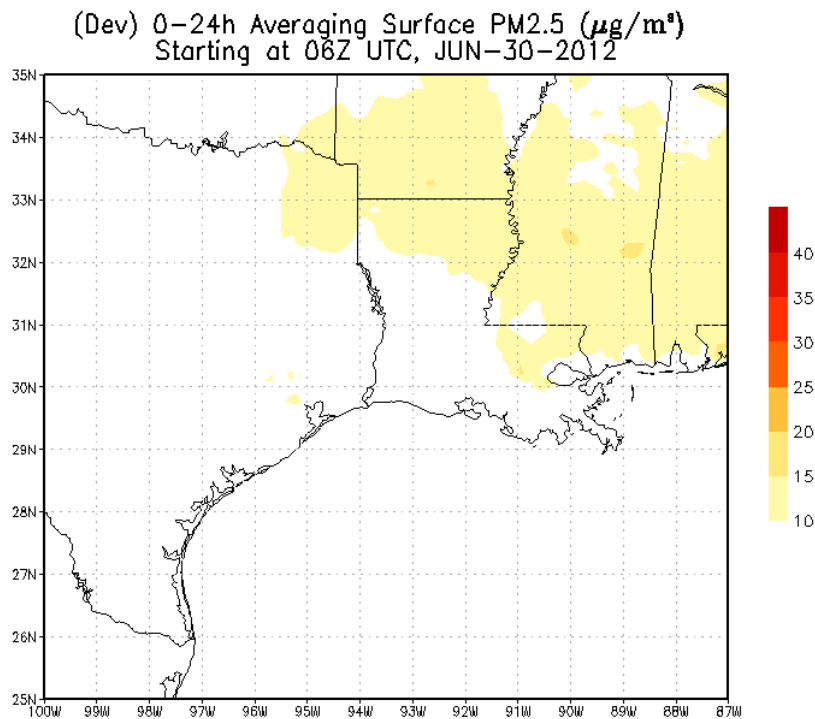 (Dev) 0-24h Averaging Surface PM2.5 (μg/m³)
Starting at 06Z UTC, JUN-30-2012
35N
34N
33N
32N
31N
30N
29N
28N
27N
26N
25N
100W 99W 98W 97W 96W 95W 94W 93W 92W 91W 90W 89W 88W 87W
40
35
30
25
20
15
10